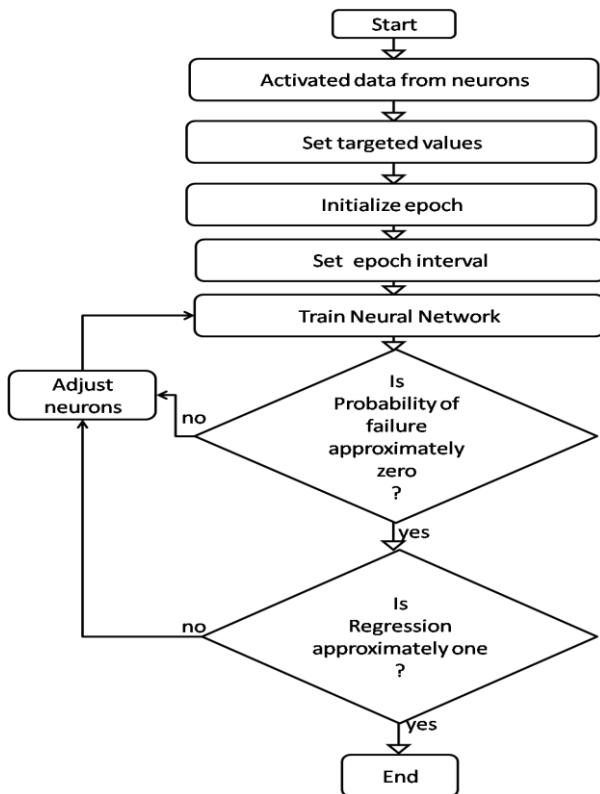 Start
Activated data from neurons
Set targeted values
Initialize epoch
Set epoch interval
Train Neural Network
Adjust
neurons
no
Is
Probability of
failure
approximately
zero
?
yes
no
Is
Regression
approximately one
?
yes
End